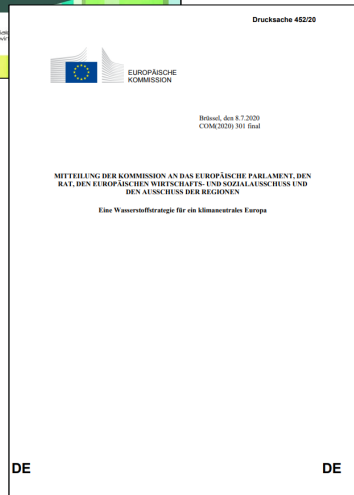 Drucksache 452/20
EUROPÄISCHE
KOMMISSION
Brüssel, den 8.7.2020
COM(2020) 301 final
MITTEILUNG DER KOMMISSION AN DAS EUROPÄISCHE PARLAMENT, DEN
RAT, DEN EUROPÄISCHEN WIRTSCHAFTS- UND SOZIALAUSSCHUSS UND
DEN AUSSCHUSS DER REGIONEN
Eine Wasserstoffstrategie für ein klimaneutrales Europa
DE
DE